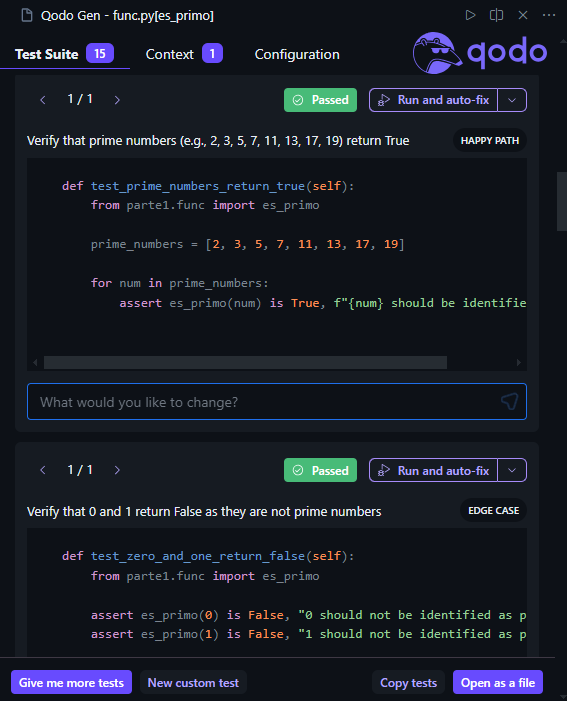 Qodo Gen - func.py[es_primo]
Test Suite 15 Context 1 Configuration
qodo
1 / 1 Passed Run and auto-fix
Verify that prime numbers (e.g., 2, 3, 5, 7, 11, 13, 17, 19) return True HAPPY PATH
def test_prime_numbers_return_true(self):
from parte1.func import es_primo
prime_numbers = [2, 3, 5, 7, 11, 13, 17, 19]
for num in prime_numbers:
assert es_primo(num) is True, f"{num} should be identifie
What would you like to change?
1 / 1 Passed Run and auto-fix
Verify that 0 and 1 return False as they are not prime numbers EDGE CASE
def test_zero_and_one_return_false(self):
from parte1.func import es_primo
assert es_primo(0) is False, "0 should not be identified as p
assert es_primo(1) is False, "1 should not be identified as p
Give me more tests New custom test Copy tests Open as a file